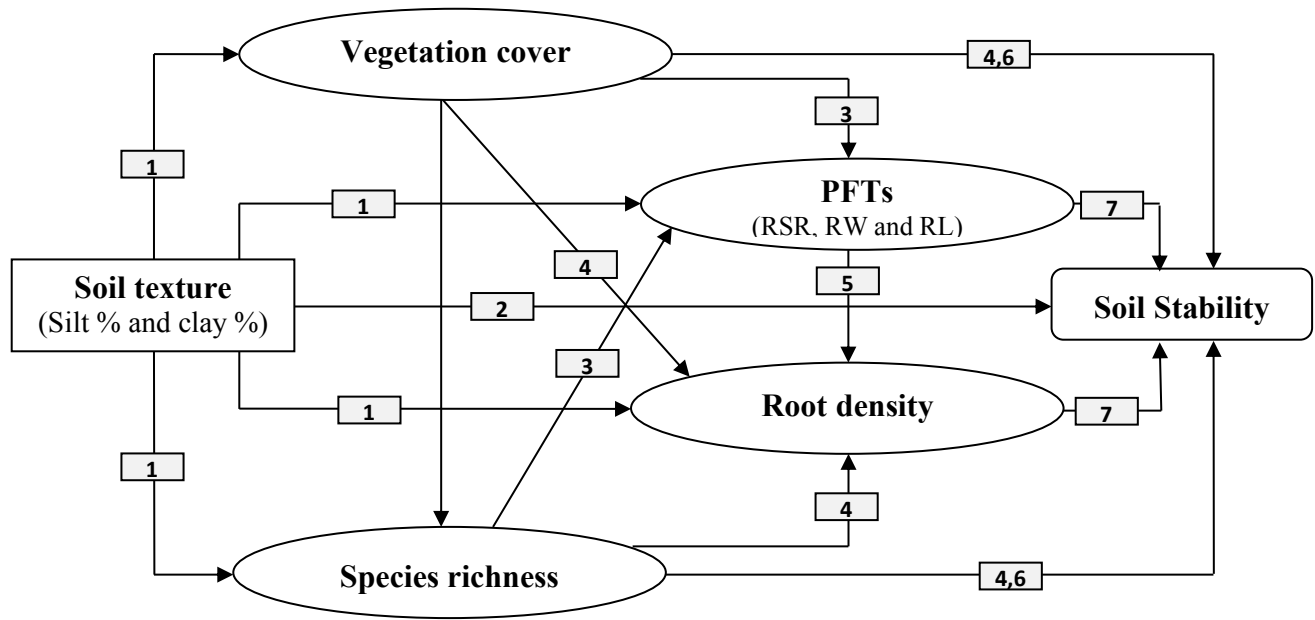 Vegetation cover
4,6
3
1
1
PFTs
(RSR, RW and RL)
7
4
5
Soil texture
(Silt % and clay %)
2
Soil Stability
3
1
Root density
7
1
4
Species richness
4,6